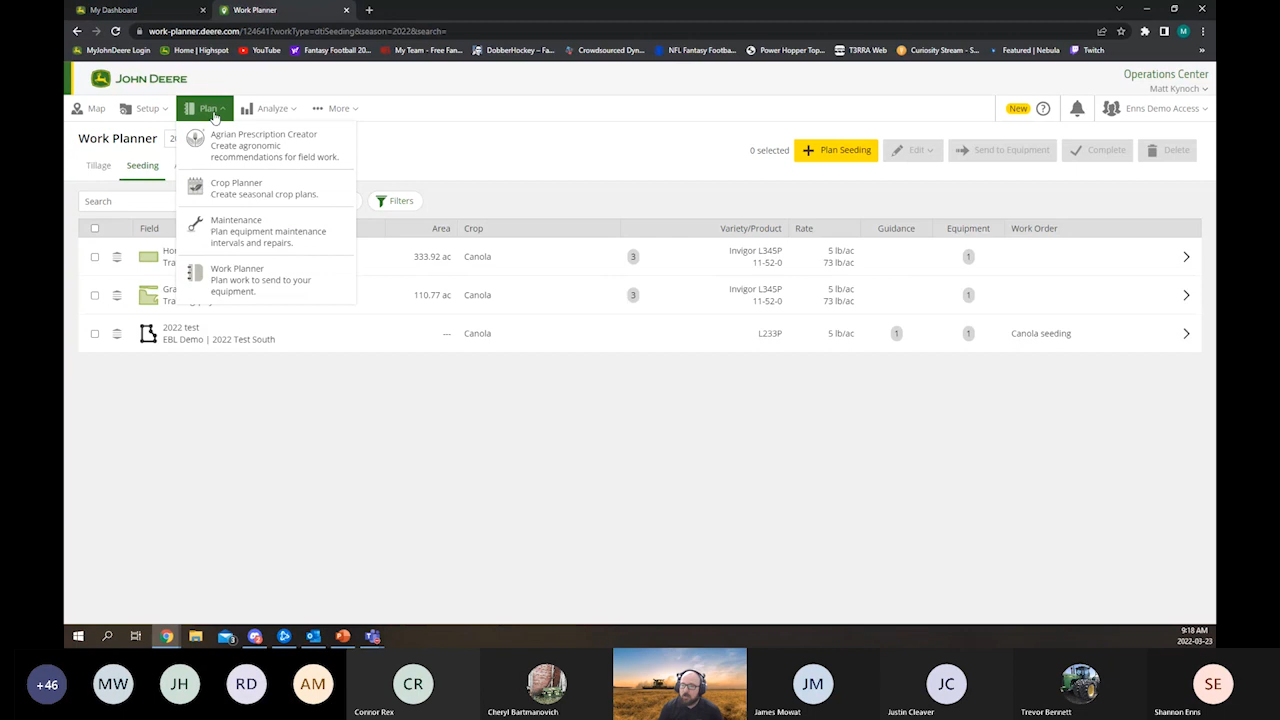 My Dashboard
Work Planner
work-planner.deere.com/124641?workType=dtiSeeding&season=2022&search=
MyJohnDeere Login
Home | Highspot
YouTube
Fantasy Football 20...
My Team - Free Fan...
DobberHockey – Fa...
Crowdsourced Dyn...
NFL Fantasy Footba...
Power Hopper Top...
T3RRA Web
Curiosity Stream - S...
Featured | Nebula
Twitch
JOHN DEERE
Operations Center
Matt Kynoch
Map
Setup
Plan
Analyze
More
New
Enns Demo Access
Work Planner
Agrian Prescription Creator
Create agronomic
recommendations for field work.
Crop Planner
Create seasonal crop plans.
Maintenance
Plan equipment maintenance
intervals and repairs.
Work Planner
Plan work to send to your
equipment.
0 selected
Plan Seeding
Edit
Send to Equipment
Complete
Delete
Tillage
Seeding
Search
Filters
Field Area Crop Variety/Product Rate Guidance Equipment Work Order
333.92 ac Canola 3 Invigor L345P 5 lb/ac 1
11-52-0 73 lb/ac
110.77 ac Canola 3 Invigor L345P 5 lb/ac 1
11-52-0 73 lb/ac
2022 test
EBL Demo | 2022 Test South
--- Canola L233P 5 lb/ac 1 1 Canola seeding
9:18 AM
2022-03-23
+46
MW
JH
RD
AM
CR
Connor Rex
Cheryl Bartmanovich
JM
James Mowat
JC
Justin Cleaver
Trevor Bennett
SE
Shannon Enns